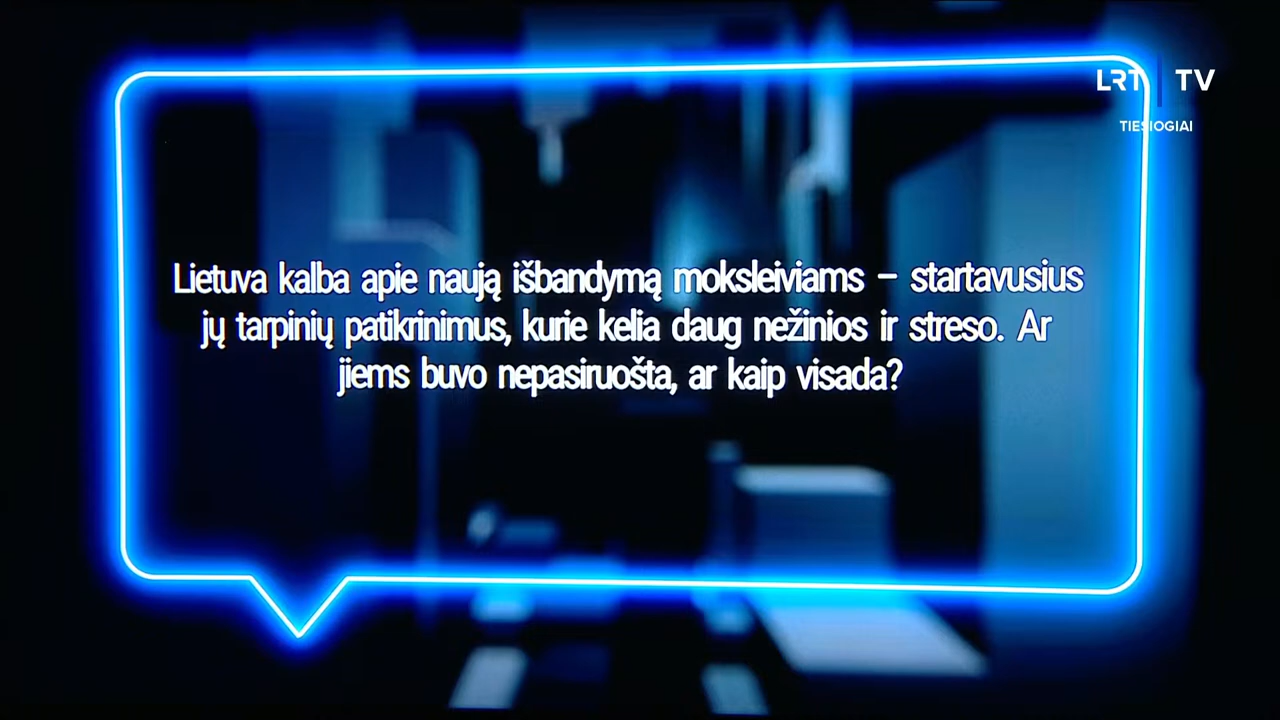 LRT TV
TIESIOGIAI
Lietuva kalba apie naują išbandymą moksleiviams – startavusius
jų tarpinių patikrinimus, kurie kelia daug nežinios ir streso. Ar
jiems buvo nepasiruošta, ar kaip visada?